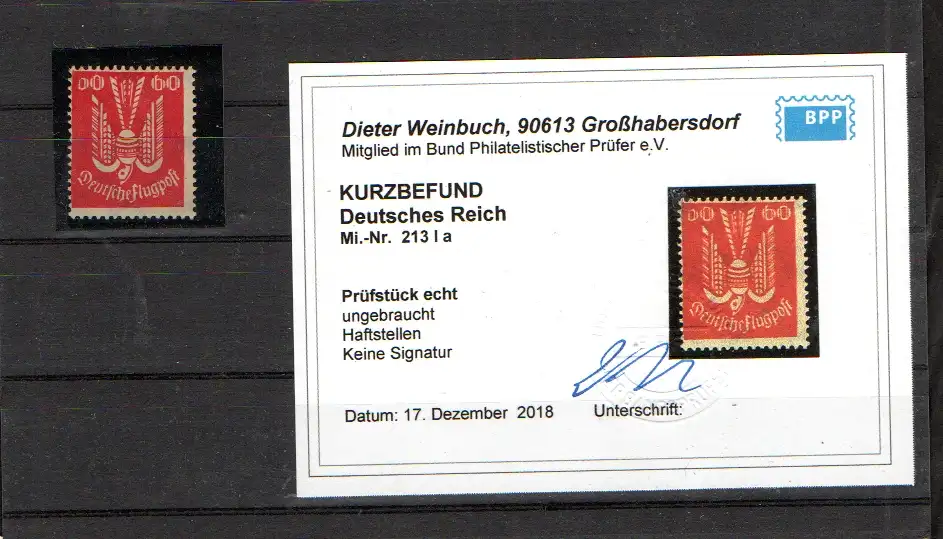 60 60
Deutsche Flugpost
Dieter Weinbuch, 90613 Großhabersdorf
Mitglied im Bund Philatelistischer Prüfer e.V.
BPP
KURZBEFUND
Deutsches Reich
Mi.-Nr. 213 I a
60 60
Deutsche Flugpost
Prüfstück echt
ungebraucht
Haftstellen
Keine Signatur
Datum: 17. Dezember 2018 Unterschrift: